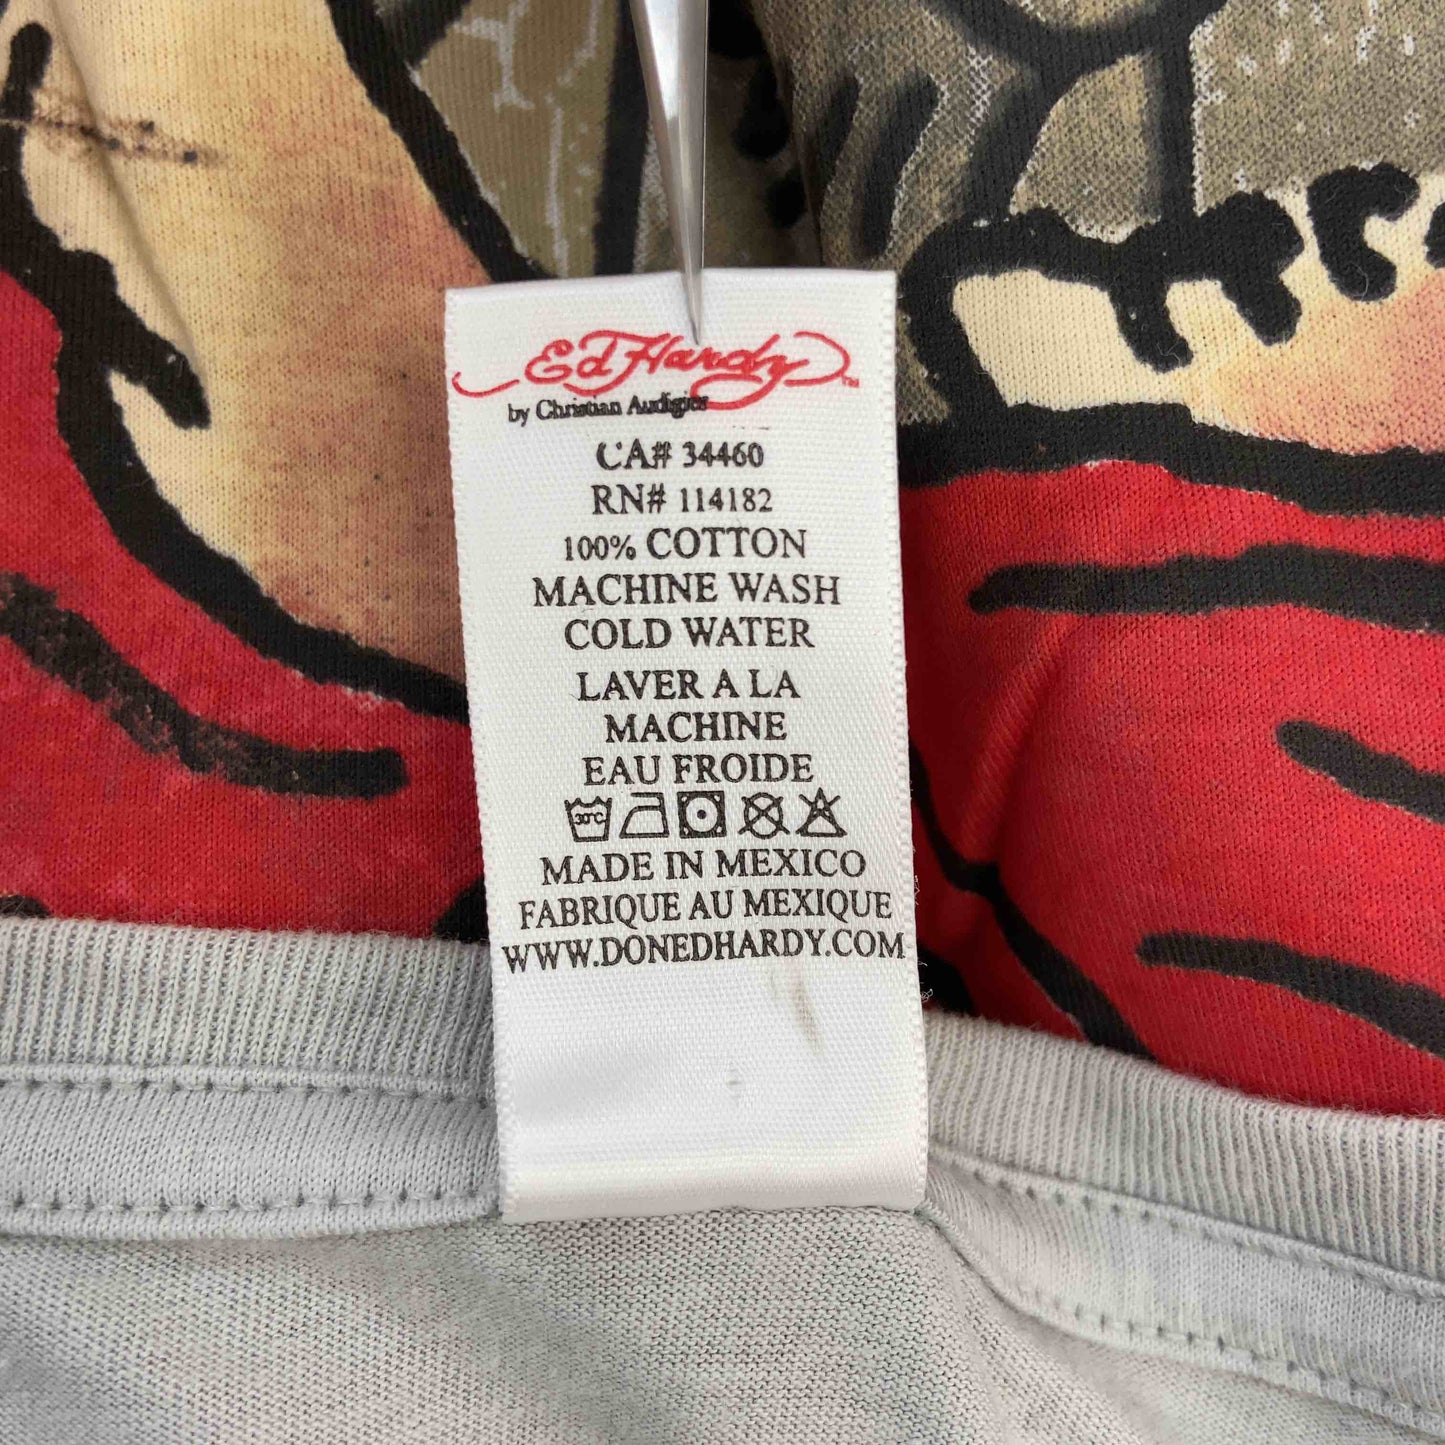 Ed Hardy™
by Christian Audigier
CA# 34460
RN# 114182
100% COTTON
MACHINE WASH
COLD WATER
LAVER A LA
MACHINE
EAU FROIDE
30°C
MADE IN MEXICO
FABRIQUE AU MEXIQUE
WWW.DONEDHARDY.COM